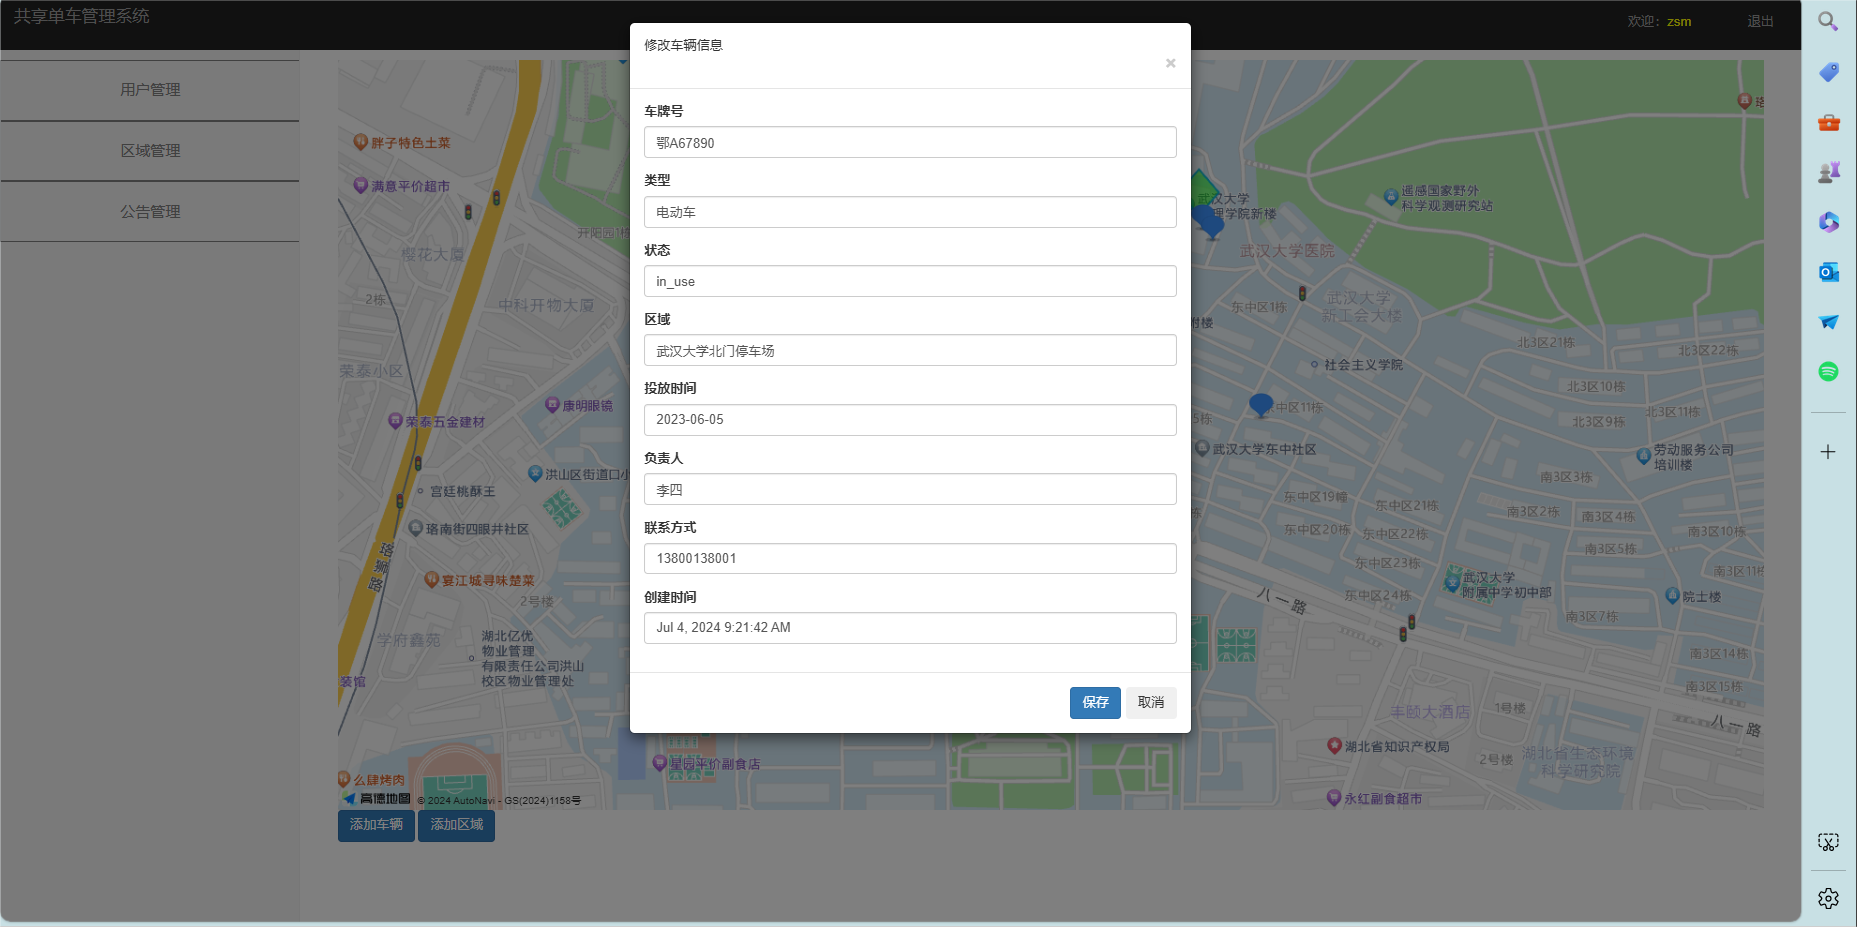 共享单车管理系统
欢迎：zsm
退出
用户管理
区域管理
公告管理
修改车辆信息
×
车牌号
鄂A67890
类型
电动车
状态
in_use
区域
武汉大学北门停车场
投放时间
2023-06-05
负责人
李四
联系方式
13800138001
创建时间
Jul 4, 2024 9:21:42 AM
保存
取消
胖子特色土菜
满意平价超市
开阳园1栋
樱花大厦
2栋
中科开物大厦
荣泰小区
康明眼镜
荣泰五金建材
洪山区街道口小
宫廷桃酥王
珞南街四眼井社区
珞狮路
宴江城寻味楚菜
2号楼
学府鑫苑
湖北亿优
物业管理
有限责任公司洪山
校区物业管理处
装馆
么肆烤肉
星园平价副食店
高德地图
© 2024 AutoNavi - GS(2024)1158号
添加车辆
添加区域
珞
武汉大学
理学院新楼
遥感国家野外
科学观测研究站
武汉大学医院
东中区1栋
武汉大学
新工会大楼
附楼
北3区21栋
北3区22栋
社会主义学院
北3区10栋
东中区11栋
北3区11栋
5栋
北3区9栋
武汉大学东中社区
劳动服务公司
培训楼
南3区3栋
东中区19幢
东中区21栋
南3区2栋
南3区4栋
栋
东中区20栋
东中区22栋
南3区10栋
南3区5栋
东中区23栋
武汉大学
附属中学初中部
南3区11栋
八一路
东中区24栋
院士楼
南3区7栋
南3区14栋
南3区15栋
丰颐大酒店
1号楼
八一路
湖北省知识产权局
2号楼
湖北省生态环境
科学研究院
永红副食超市